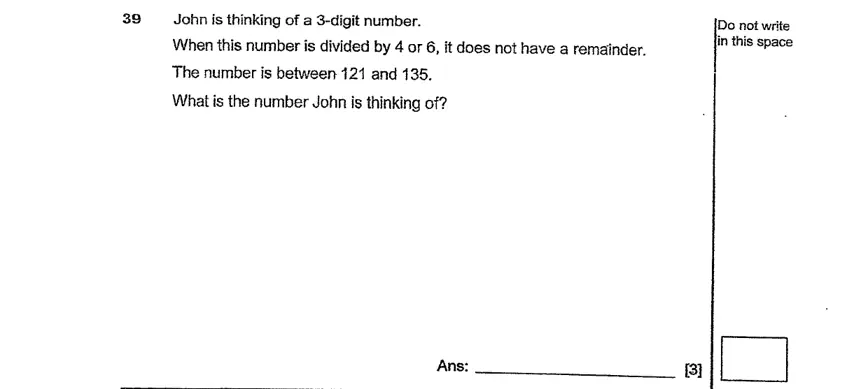 39 John is thinking of a 3-digit number.
When this number is divided by 4 or 6, it does not have a remainder.
The number is between 121 and 135.
What is the number John is thinking of?
Do not write
in this space
Ans: ____________________ [3]